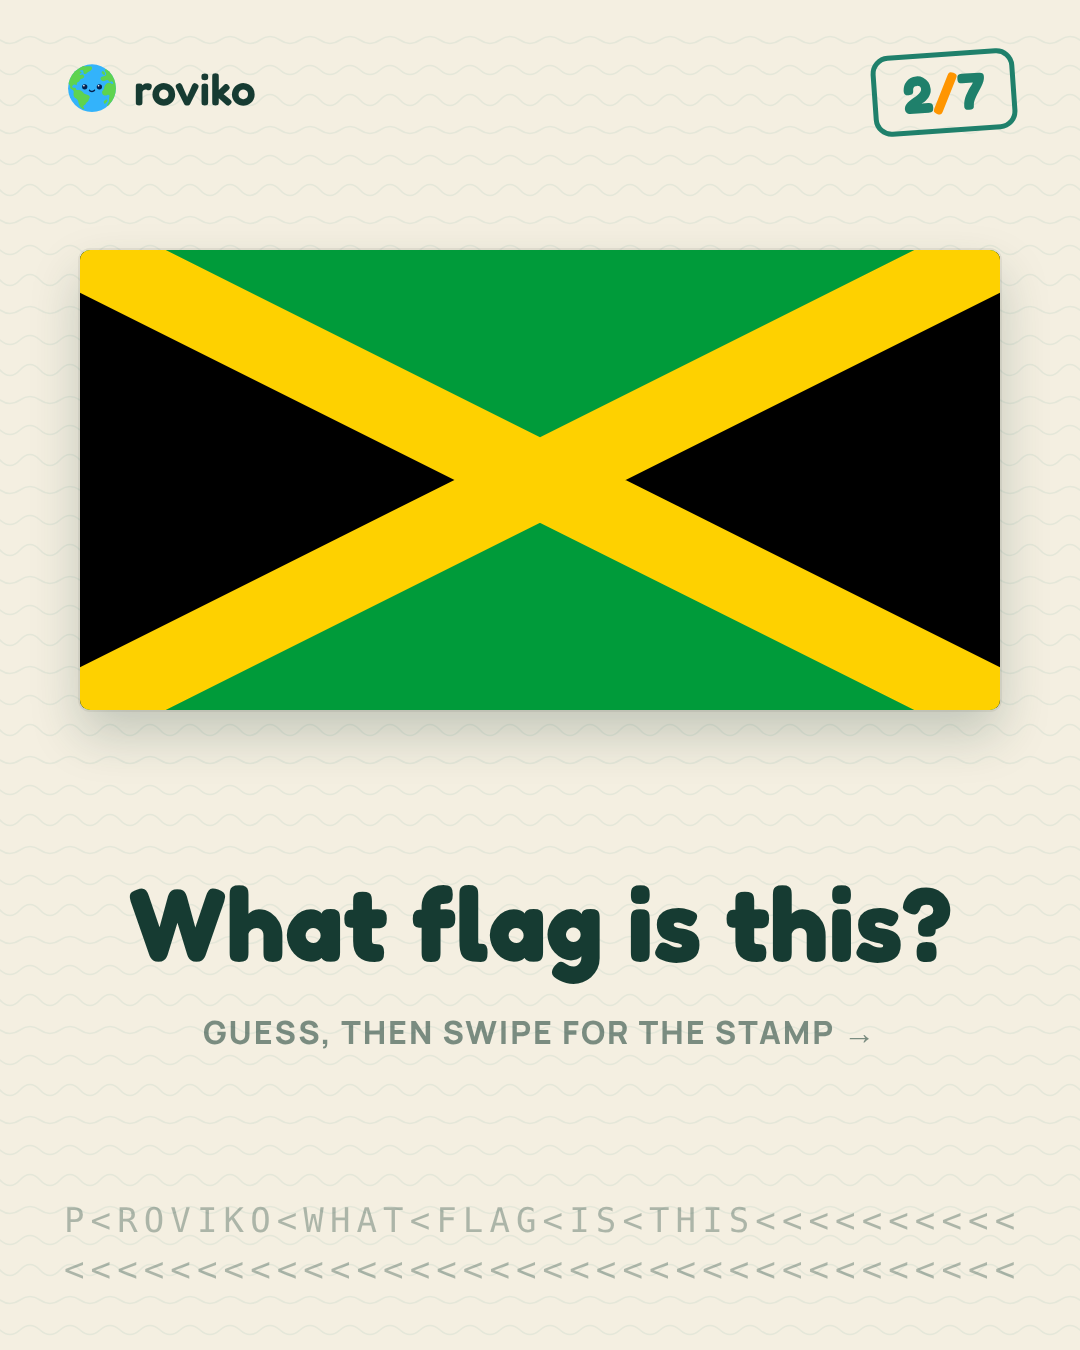 roviko
2/7
What flag is this?
GUESS, THEN SWIPE FOR THE STAMP →
P<ROVIKO<WHAT<FLAG<IS<THIS<<<<<<<<<<
<<<<<<<<<<<<<<<<<<<<<<<<<<<<<<<<<<<<